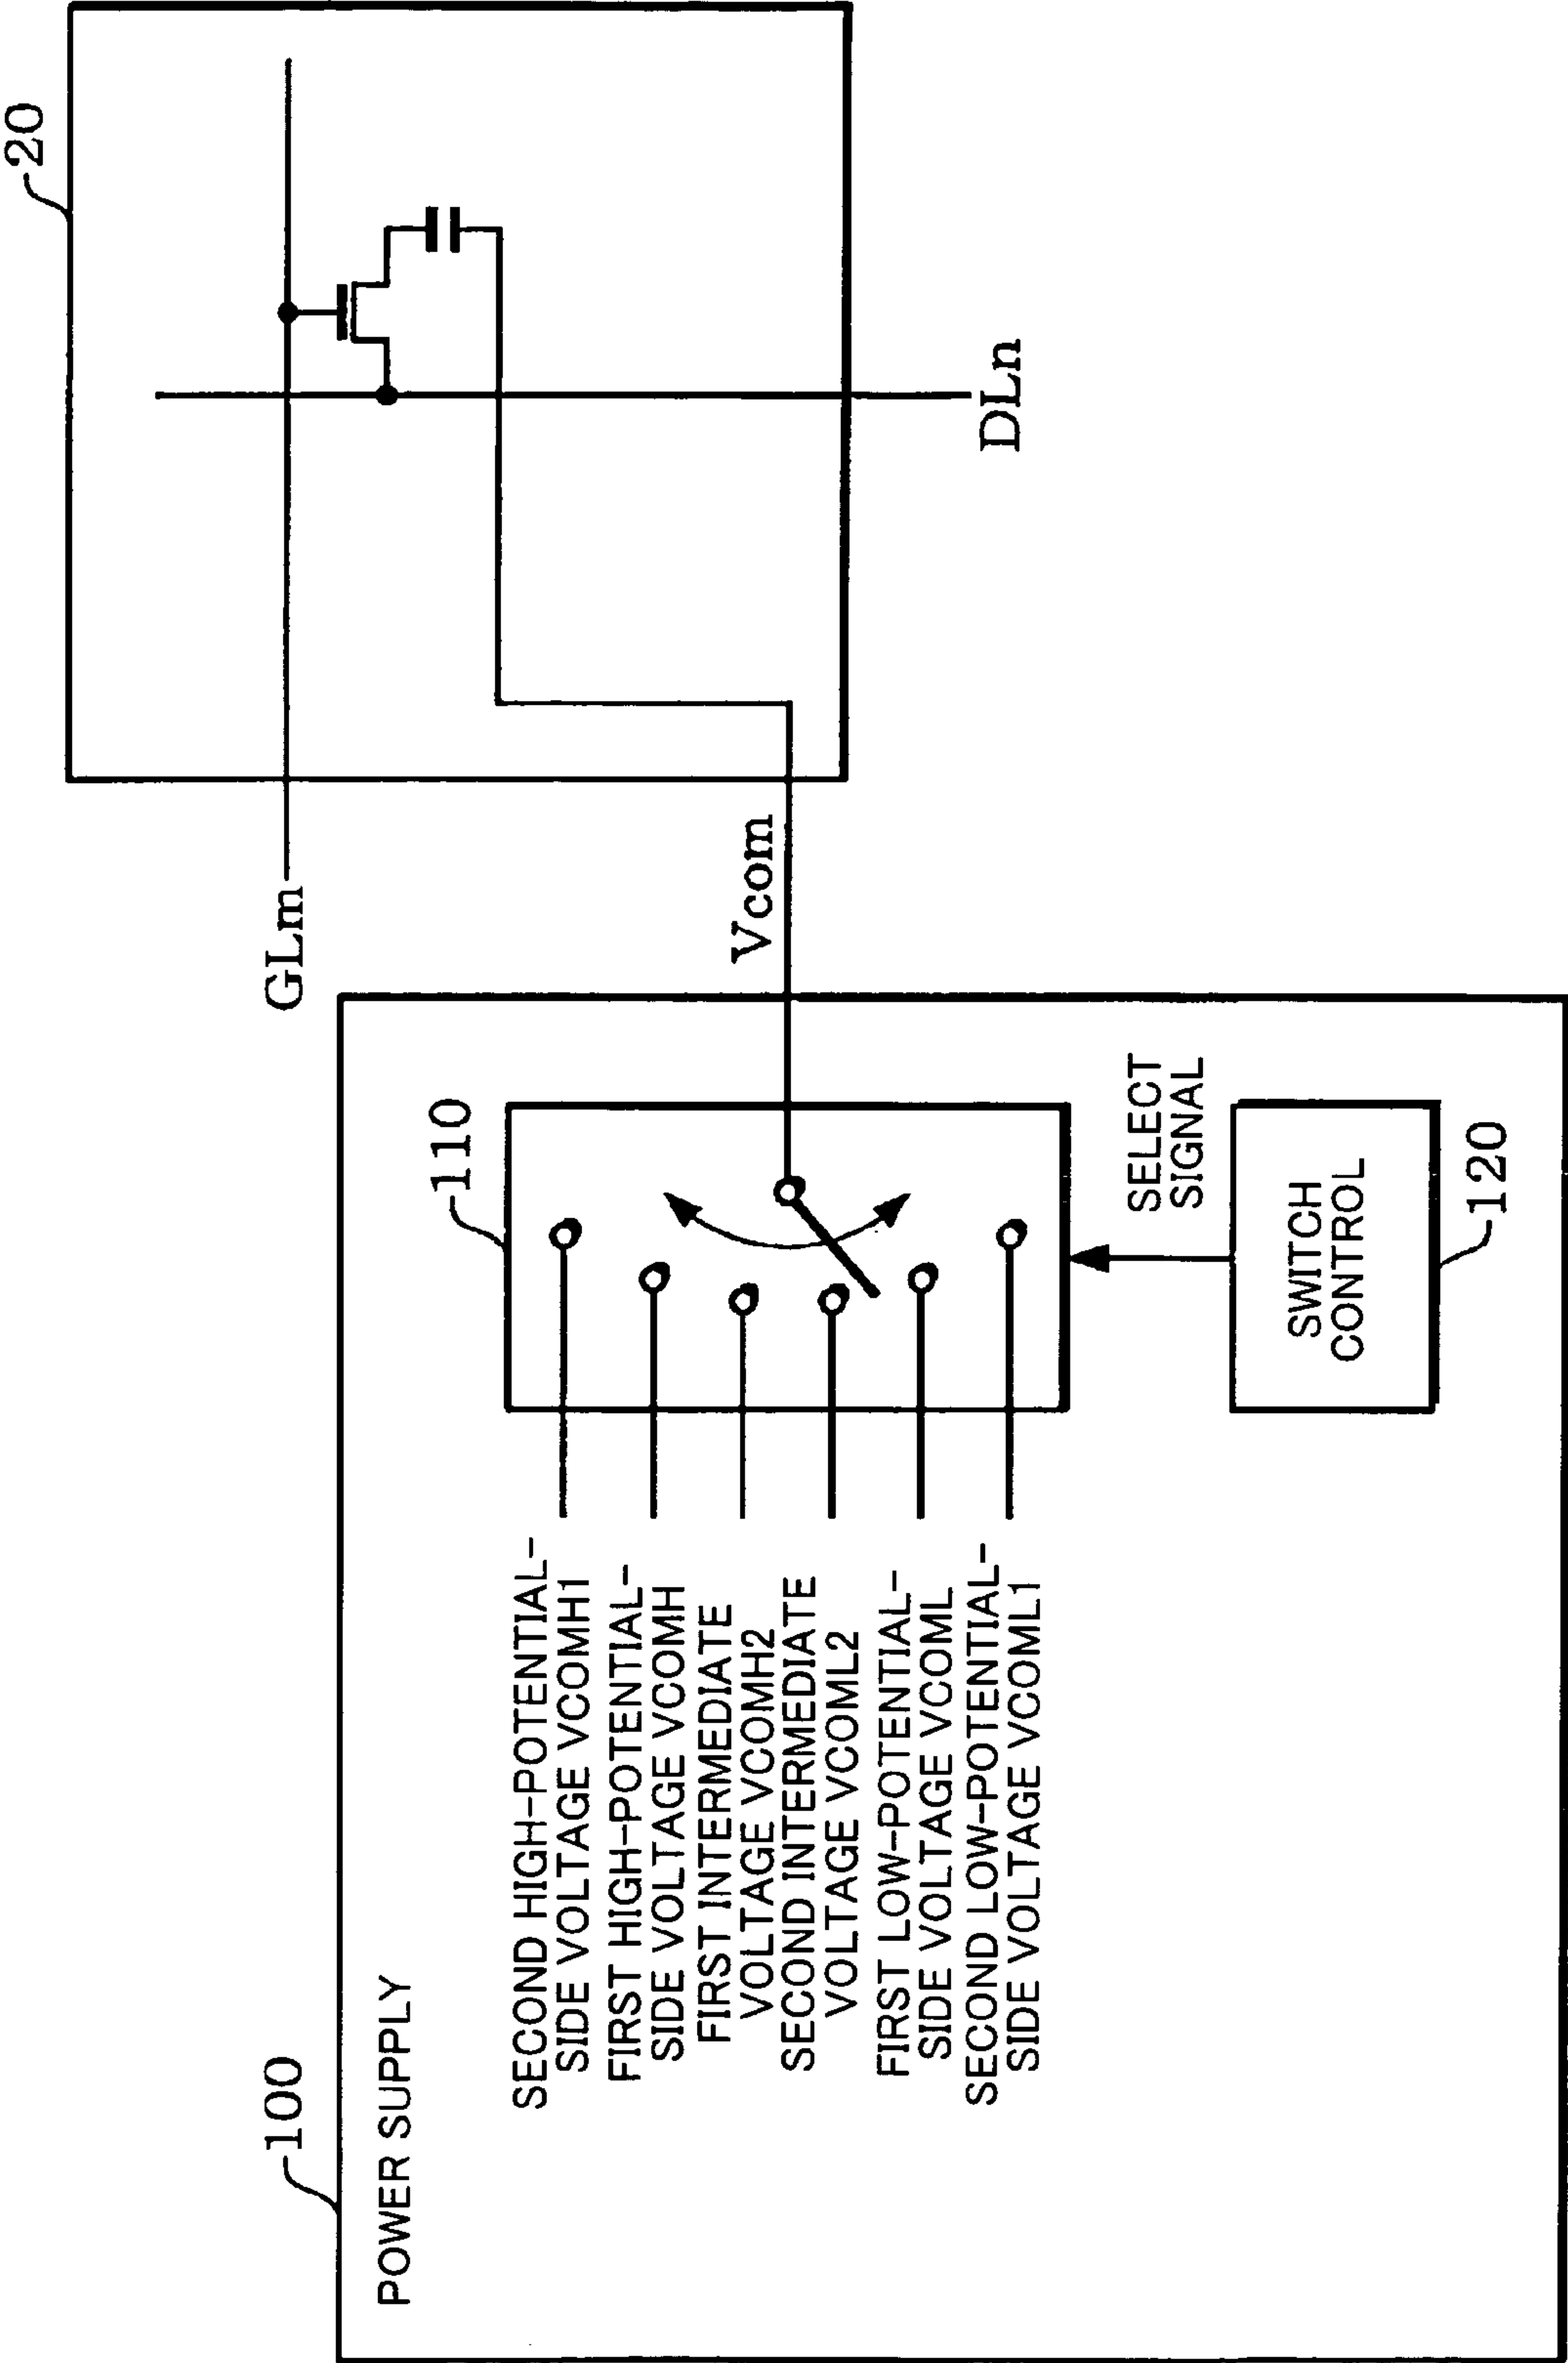 100
POWER SUPPLY
SECOND HIGH-POTENTIAL-
SIDE VOLTAGE VCOMH1
FIRST HIGH-POTENTIAL-
SIDE VOLTAGE VCOMH
FIRST INTERMEDIATE
VOLTAGE VCOMH2
SECOND INTERMEDIATE
VOLTAGE VCOML2
FIRST LOW-POTENTIAL-
SIDE VOLTAGE VCOML
SECOND LOW-POTENTIAL-
SIDE VOLTAGE VCOML1
110
SELECT
SIGNAL
SWITCH
CONTROL
120
GLm
Vcom
20
DLn